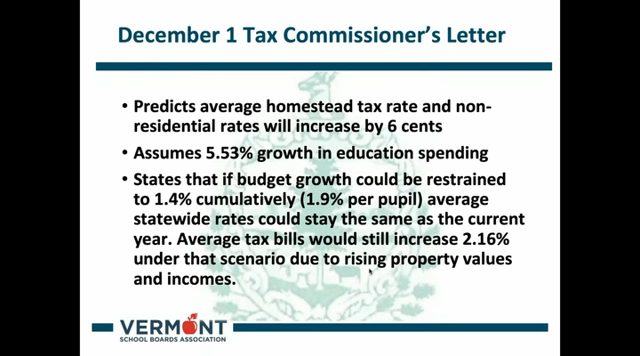 December 1 Tax Commissioner's Letter
• Predicts average homestead tax rate and non-
residential rates will increase by 6 cents
• Assumes 5.53% growth in education spending
• States that if budget growth could be restrained
to 1.4% cumulatively (1.9% per pupil) average
statewide rates could stay the same as the current
year. Average tax bills would still increase 2.16%
under that scenario due to rising property values
and incomes.
VERMONT
SCHOOL BOARDS ASSOCIATION